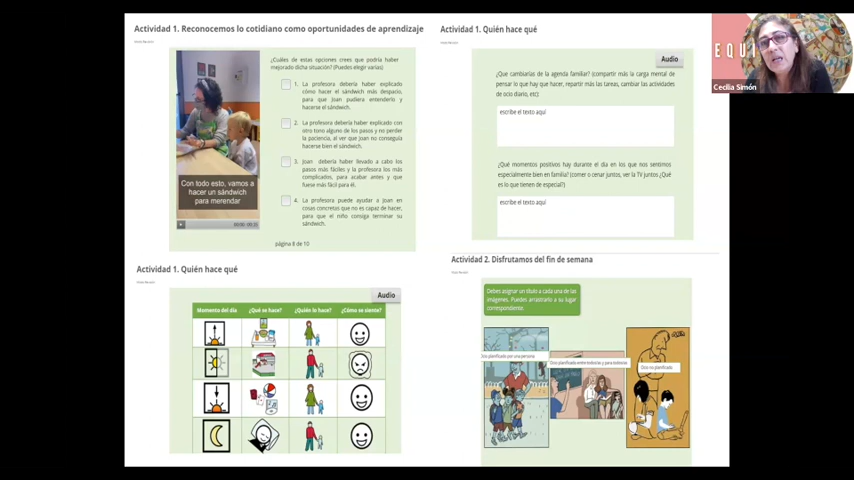 Actividad 1. Reconocemos lo cotidiano como oportunidades de aprendizaje
¿Cuáles de estas opciones crees que podría haber
mejorado dicha situación? (Puedes elegir varias)
1. La profesora debería haber explicado
cómo hacer el sándwich más despacio,
para que Joan pudiera entenderlo y
hacerse el sándwich.
2. La profesora debería haber explicado con
otro tono alguno de los pasos y no perder
la paciencia, al ver que Joan no conseguía
hacerse bien el sándwich.
3. Joan debería haber llevado a cabo los
pasos más fáciles y la profesora los más
complicados, para acabar antes y que
fuese más fácil para él.
4. La profesora puede ayudar a Joan en
cosas concretas que no es capaz de hacer,
para que el niño consiga terminar su
sándwich.
Con todo esto, vamos a
hacer un sándwich
para merendar
página 8 de 10
Actividad 1. Quién hace qué
Audio
¿Qué cambiarías de la agenda familiar? (compartir más la carga mental de
pensar lo que hay que hacer, repartir más las tareas, cambiar las actividades
de ocio diario, etc):
escribe el texto aquí
¿Qué momentos positivos hay durante el día en los que nos sentimos
especialmente bien en familia? (comer o cenar juntos, ver la TV juntos ¿Qué
es lo que tienen de especial?)
escribe el texto aquí
EQUI
Cecilia Simón
Actividad 1. Quién hace qué
Audio
Momento del día ¿Qué se hace? ¿Quién lo hace? ¿Cómo se siente?
Actividad 2. Disfrutamos del fin de semana
Debes asignar un título a cada una de las
imágenes. Puedes arrastrarlo a su lugar
correspondiente:
Ocio planificado por una persona
Ocio planificado entre todos/as y para todos/as
Ocio no planificado